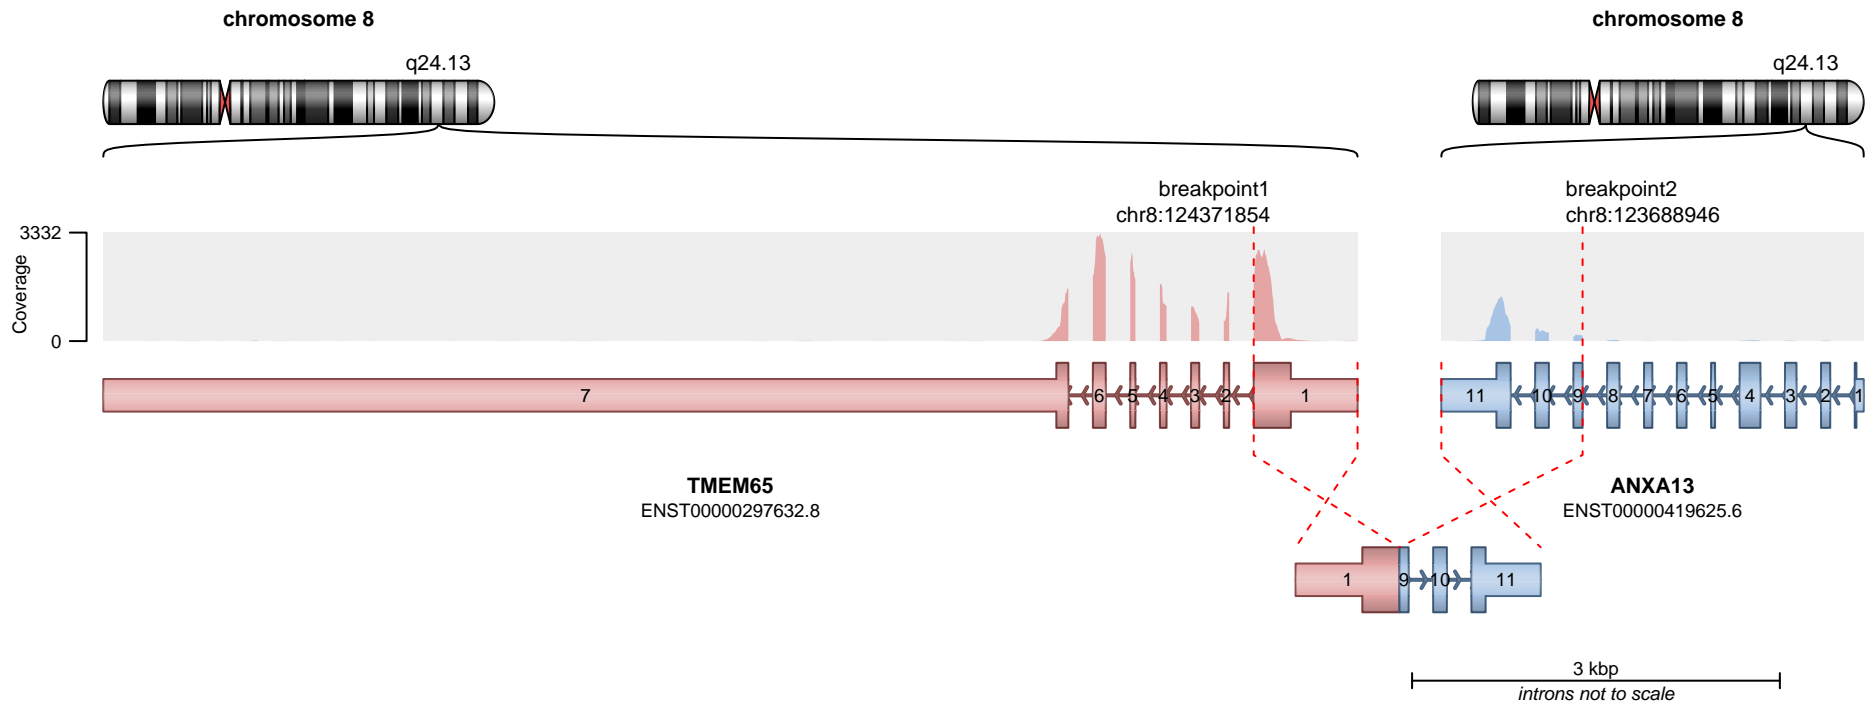 chromosome 8
chromosome 8
q24.13
q24.13
breakpoint1
chr8:124371854
breakpoint2
chr8:123688946
3332
Coverage
0
7
6
5
4
3
2
1
11
10
9
8
7
6
5
4
3
2
1
TMEM65
ENST00000297632.8
ANXA13
ENST00000419625.6
1
9
10
11
3 kbp
introns not to scale